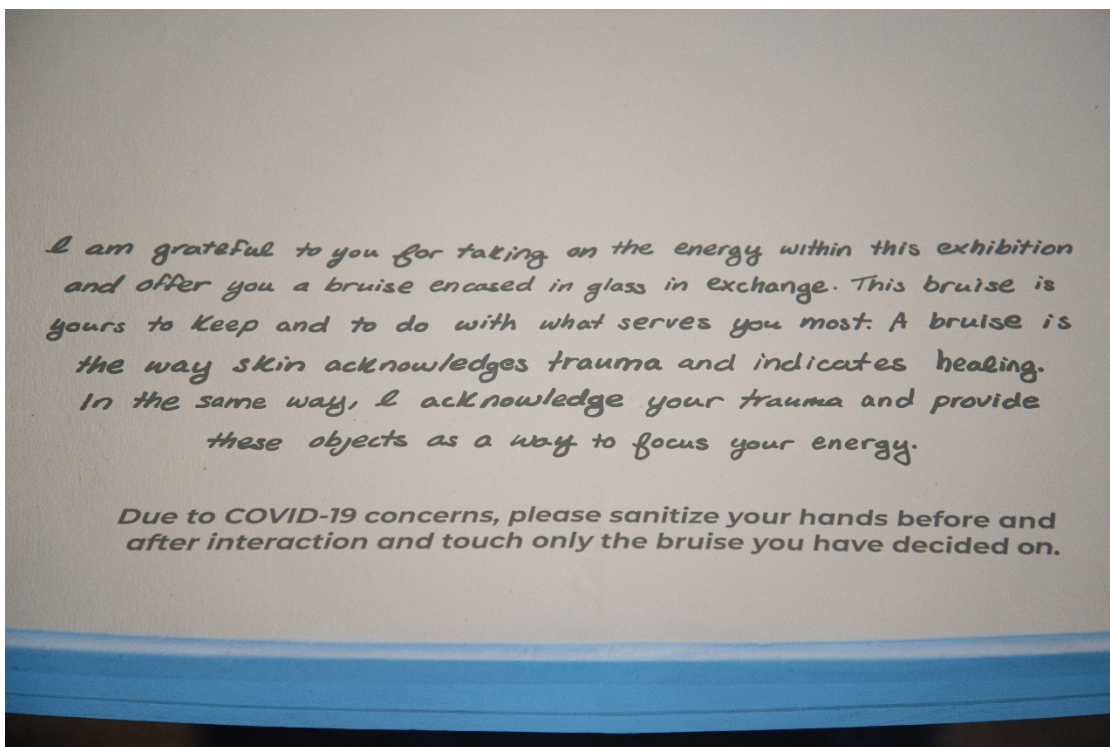 I am grateful to you for taking on the energy within this exhibition
and offer you a bruise encased in glass in exchange. This bruise is
yours to keep and to do with what serves you most. A bruise is
the way skin acknowledges trauma and indicates healing.
In the same way, I acknowledge your trauma and provide
these objects as a way to focus your energy.
Due to COVID-19 concerns, please sanitize your hands before and
after interaction and touch only the bruise you have decided on.